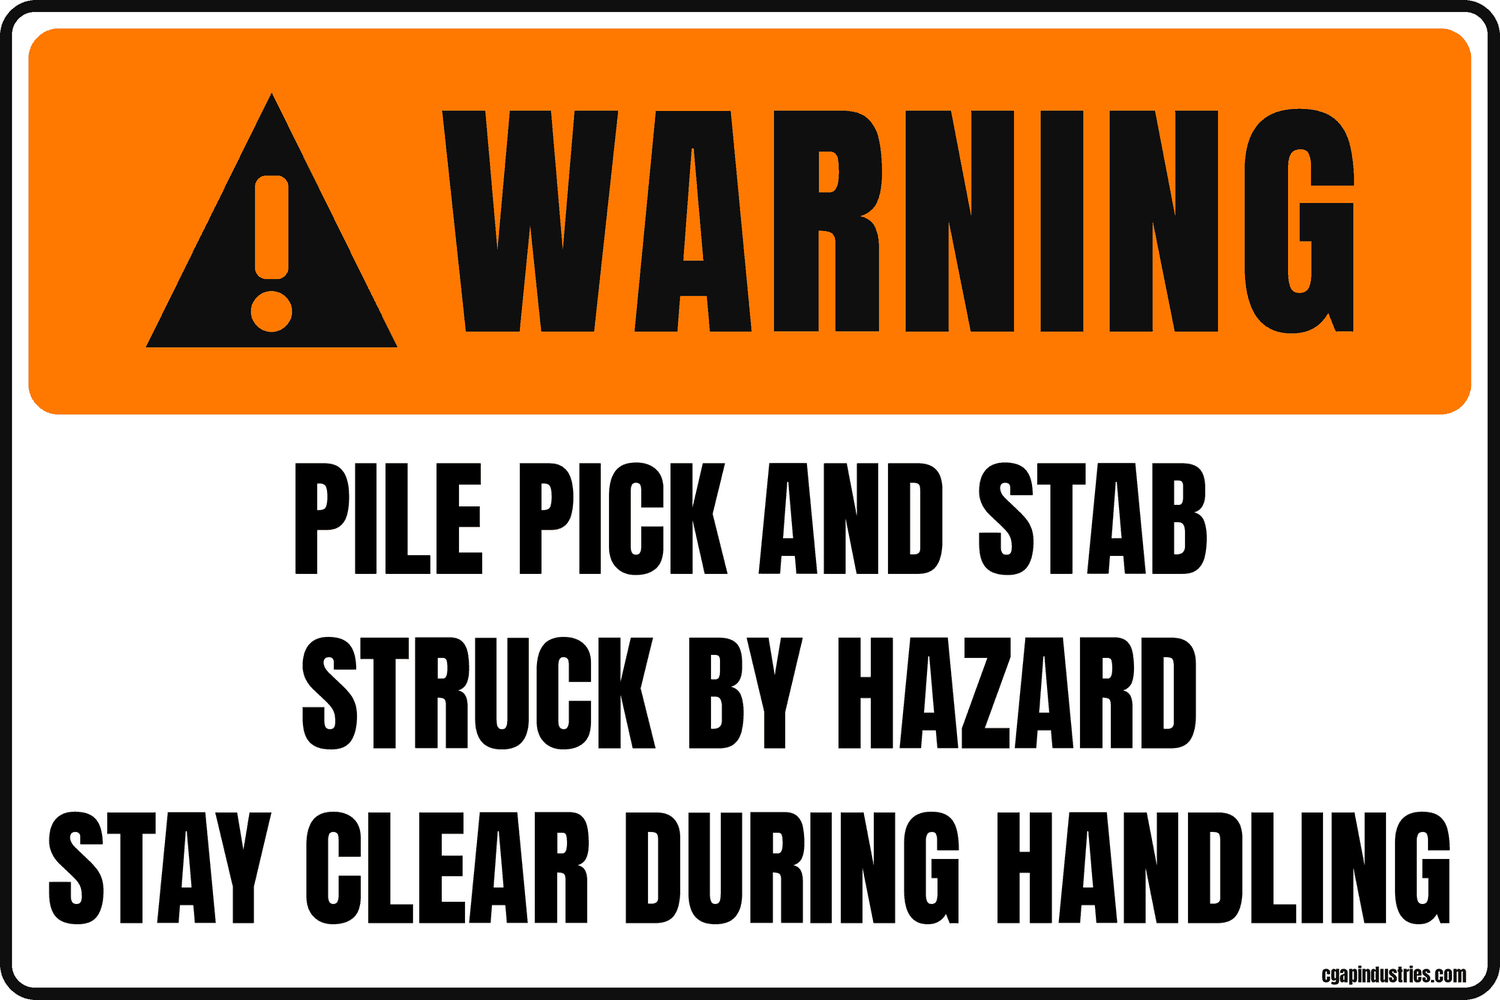 WARNING
PILE PICK AND STAB
STRUCK BY HAZARD
STAY CLEAR DURING HANDLING
cgapindustries.com